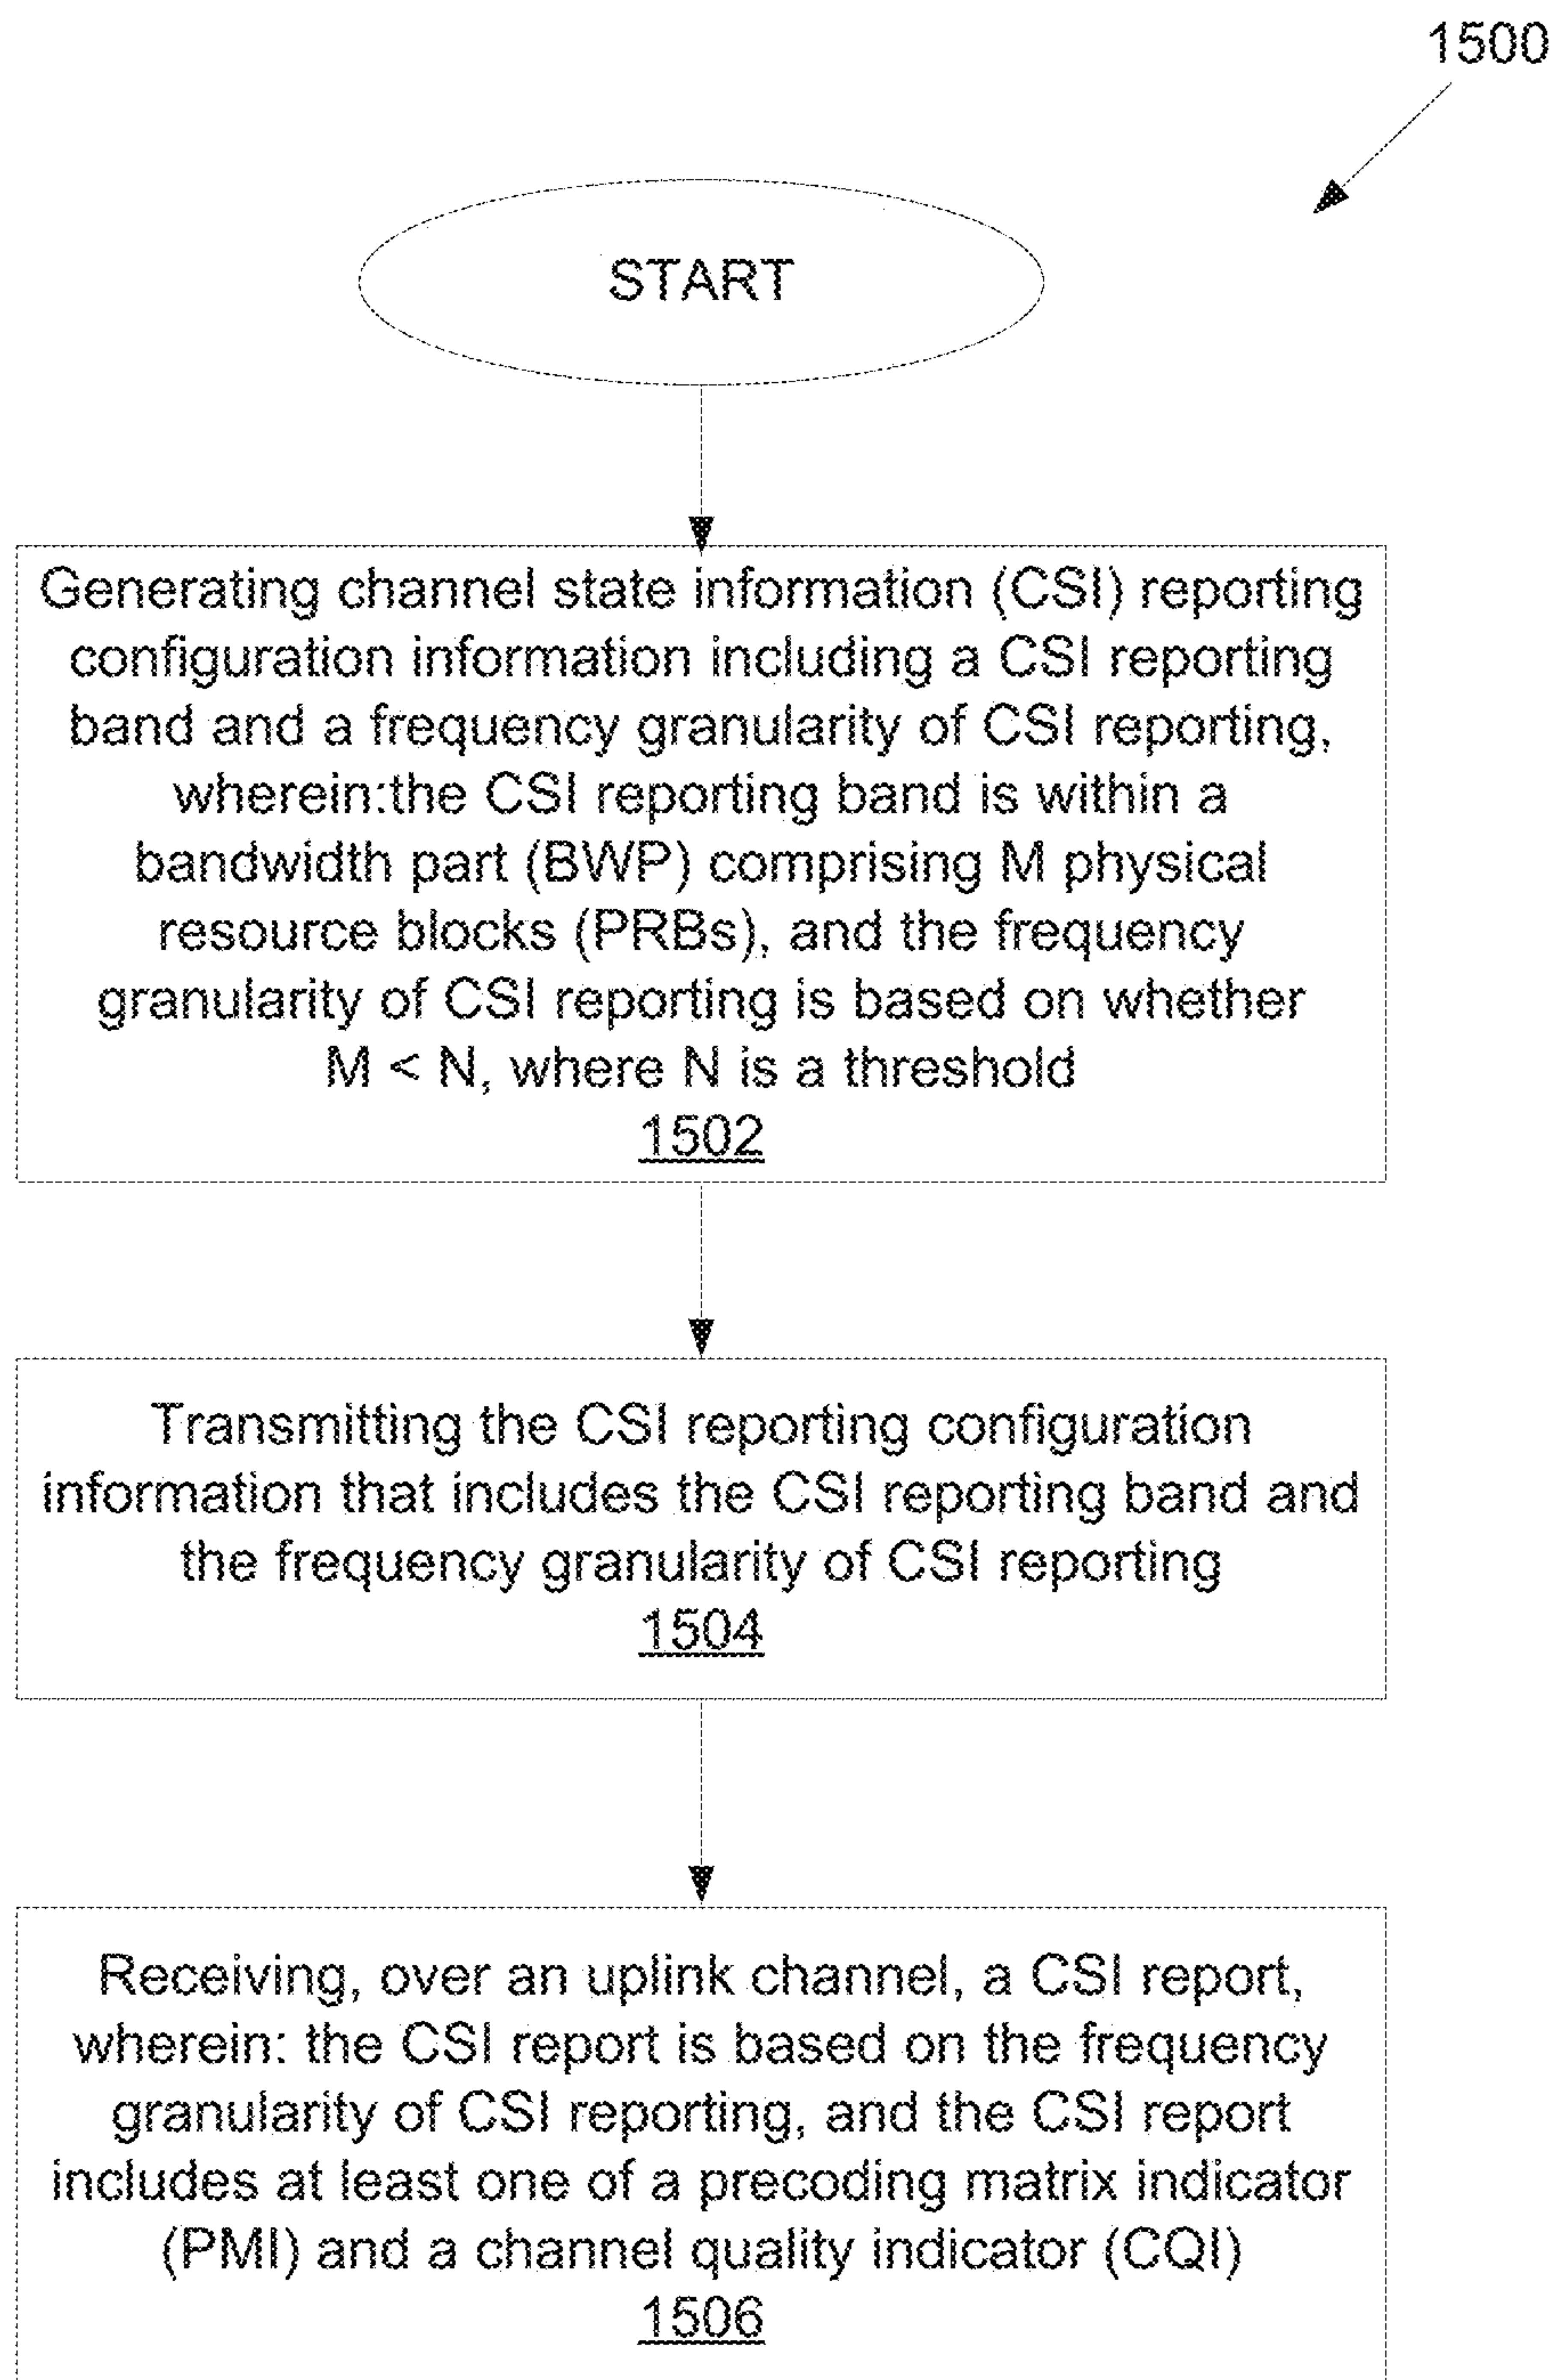 1500
START
Generating channel state information (CSI) reporting
configuration information including a CSI reporting
band and a frequency granularity of CSI reporting,
wherein:the CSI reporting band is within a
bandwidth part (BWP) comprising M physical
resource blocks (PRBs), and the frequency
granularity of CSI reporting is based on whether
M < N, where N is a threshold
1502
Transmitting the CSI reporting configuration
information that includes the CSI reporting band and
the frequency granularity of CSI reporting
1504
Receiving, over an uplink channel, a CSI report,
wherein: the CSI report is based on the frequency
granularity of CSI reporting, and the CSI report
includes at least one of a precoding matrix indicator
(PMI) and a channel quality indicator (CQI)
1506